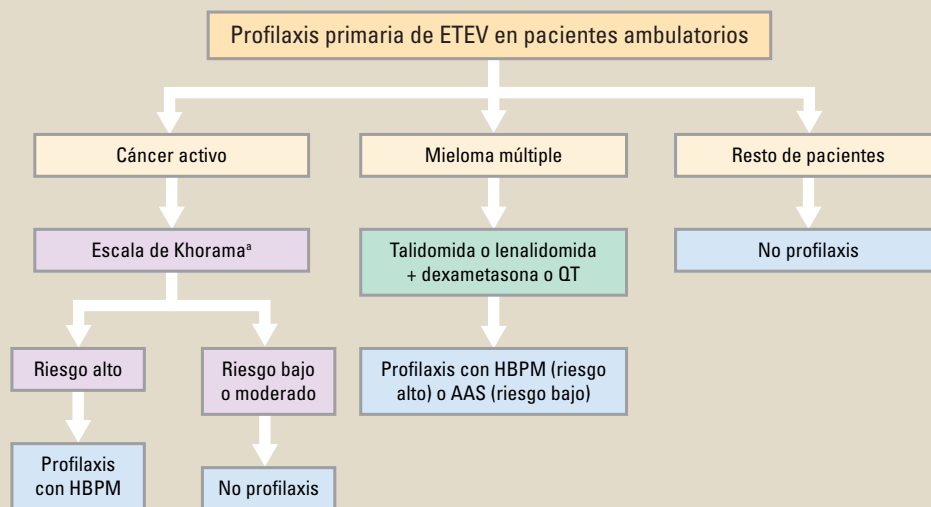 Profilaxis primaria de ETEV en pacientes ambulatorios
Cáncer activo
Mieloma múltiple
Resto de pacientes
Escala de Khoramaᵃ
Talidomida o lenalidomida
+ dexametasona o QT
No profilaxis
Riesgo alto
Riesgo bajo
o moderado
Profilaxis con HBPM (riesgo
alto) o AAS (riesgo bajo)
Profilaxis
con HBPM
No profilaxis